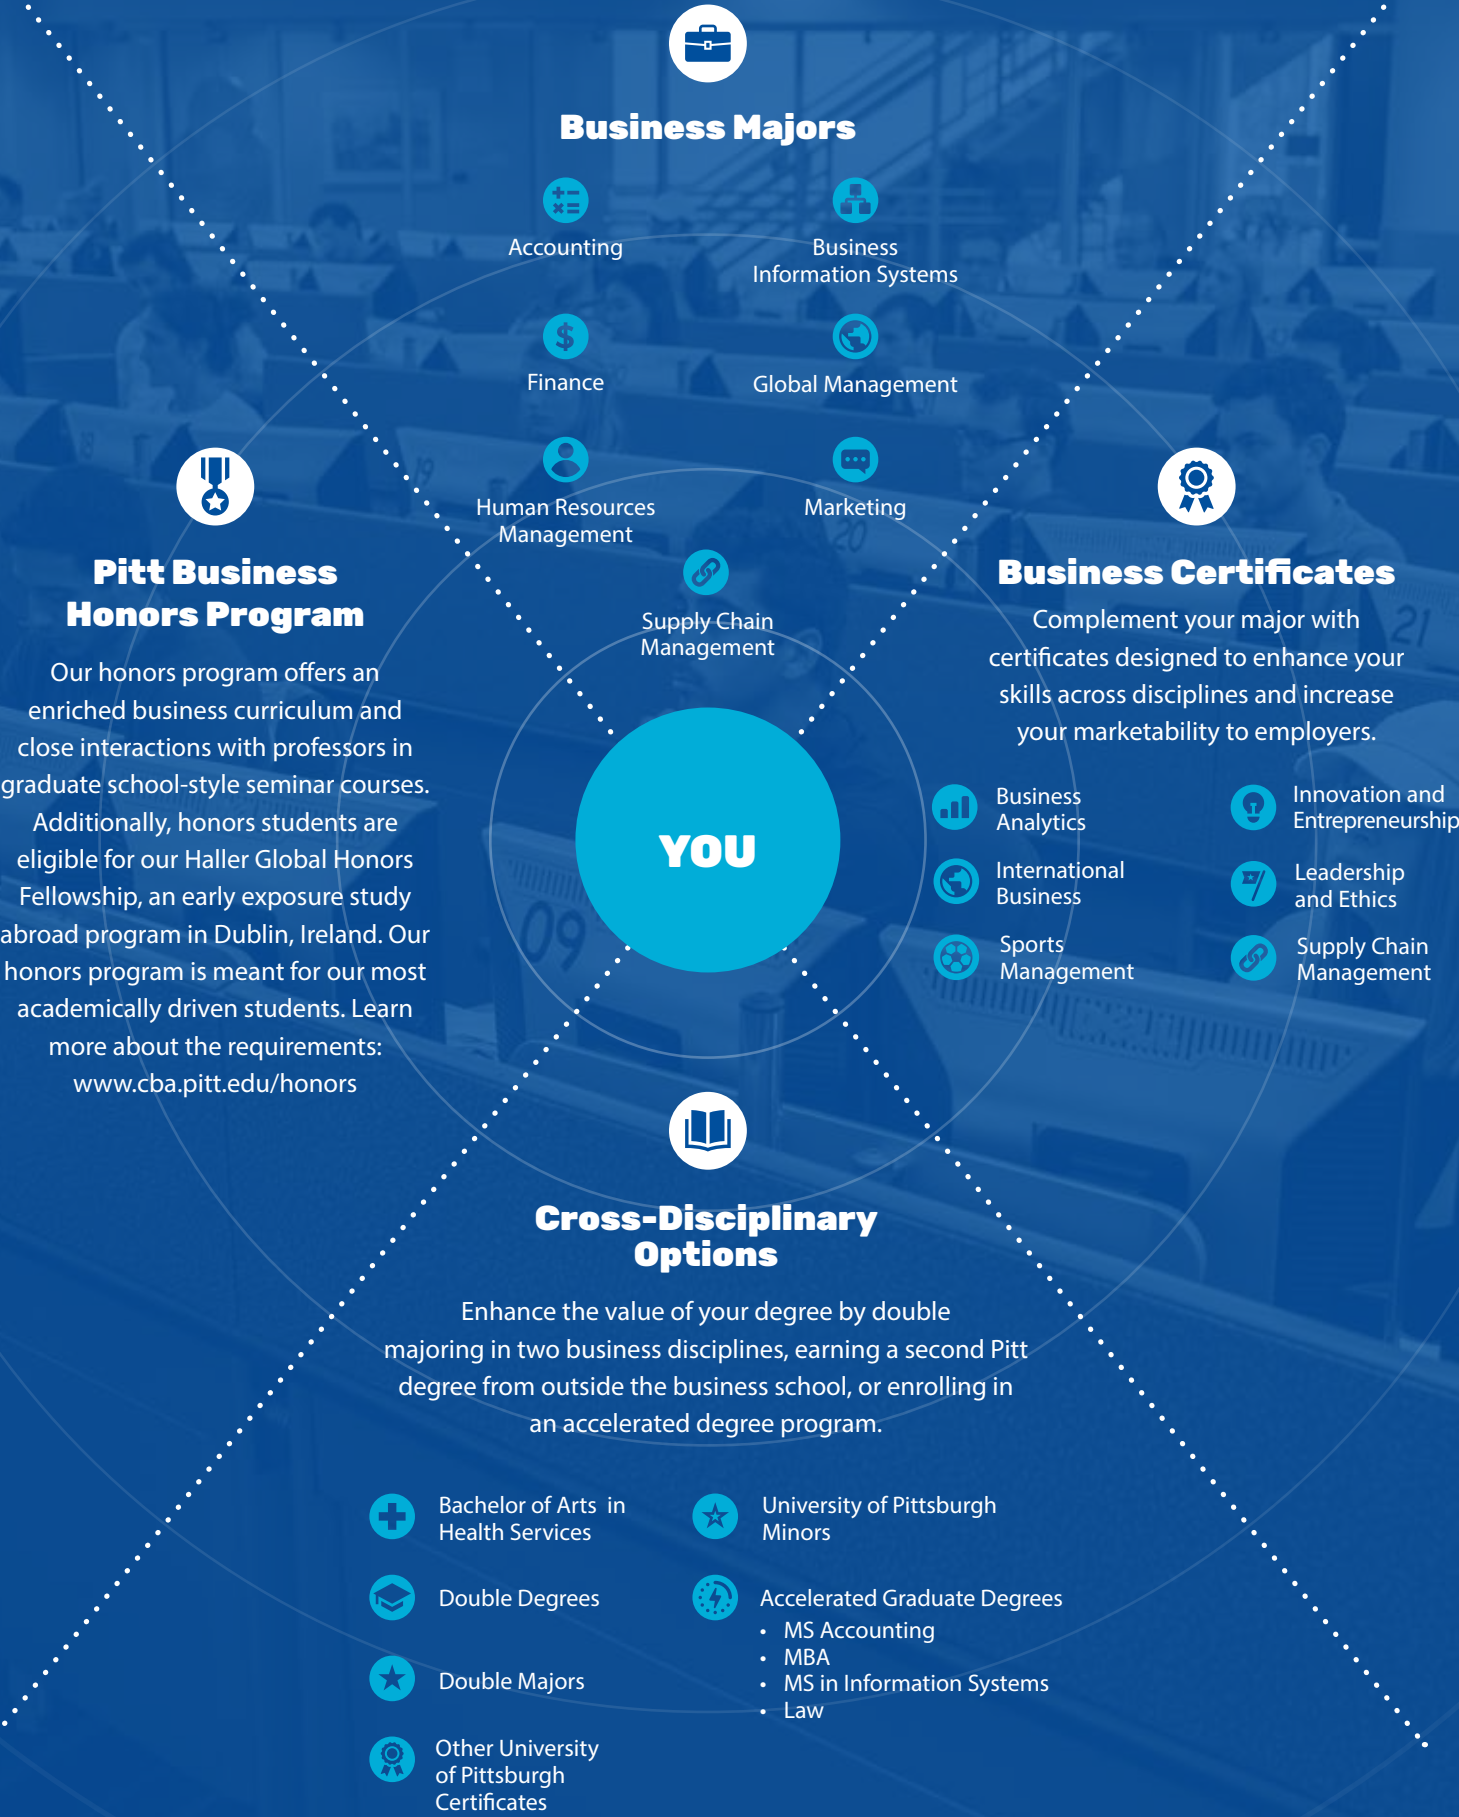 Business Majors
Accounting
Business
Information Systems
Finance
Global Management
Human Resources
Management
Marketing
Supply Chain
Management
Pitt Business
Honors Program
Our honors program offers an
enriched business curriculum and
close interactions with professors in
graduate school-style seminar courses.
Additionally, honors students are
eligible for our Haller Global Honors
Fellowship, an early exposure study
abroad program in Dublin, Ireland. Our
honors program is meant for our most
academically driven students. Learn
more about the requirements:
www.cba.pitt.edu/honors
YOU
Business Certificates
Complement your major with
certificates designed to enhance your
skills across disciplines and increase
your marketability to employers.
Business
Analytics
Innovation and
Entrepreneurship
International
Business
Leadership
and Ethics
Sports
Management
Supply Chain
Management
Cross-Disciplinary
Options
Enhance the value of your degree by double
majoring in two business disciplines, earning a second Pitt
degree from outside the business school, or enrolling in
an accelerated degree program.
Bachelor of Arts in
Health Services
Double Degrees
Double Majors
Other University
of Pittsburgh
Certificates
University of Pittsburgh
Minors
Accelerated Graduate Degrees
• MS Accounting
• MBA
• MS in Information Systems
• Law
18
19
20
21
09